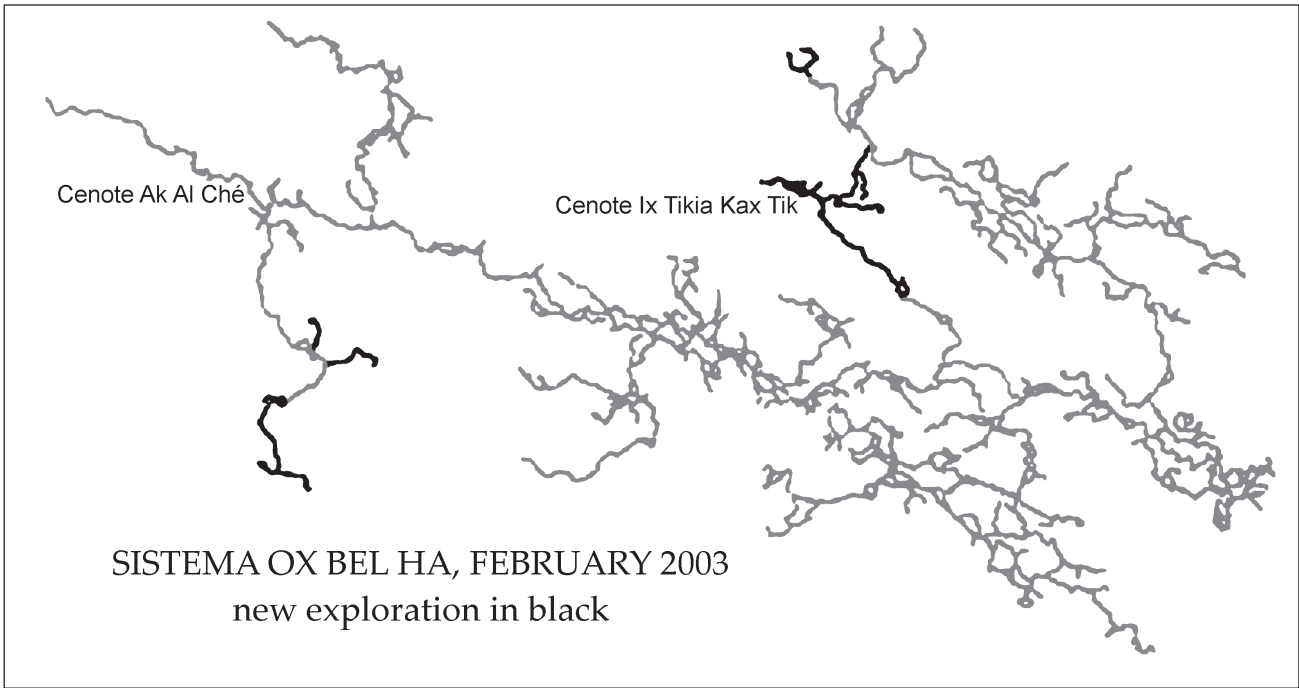 Cenote Ak Al Ché
Cenote Ix Tikia Kax Tik
SISTEMA OX BEL HA, FEBRUARY 2003
new exploration in black